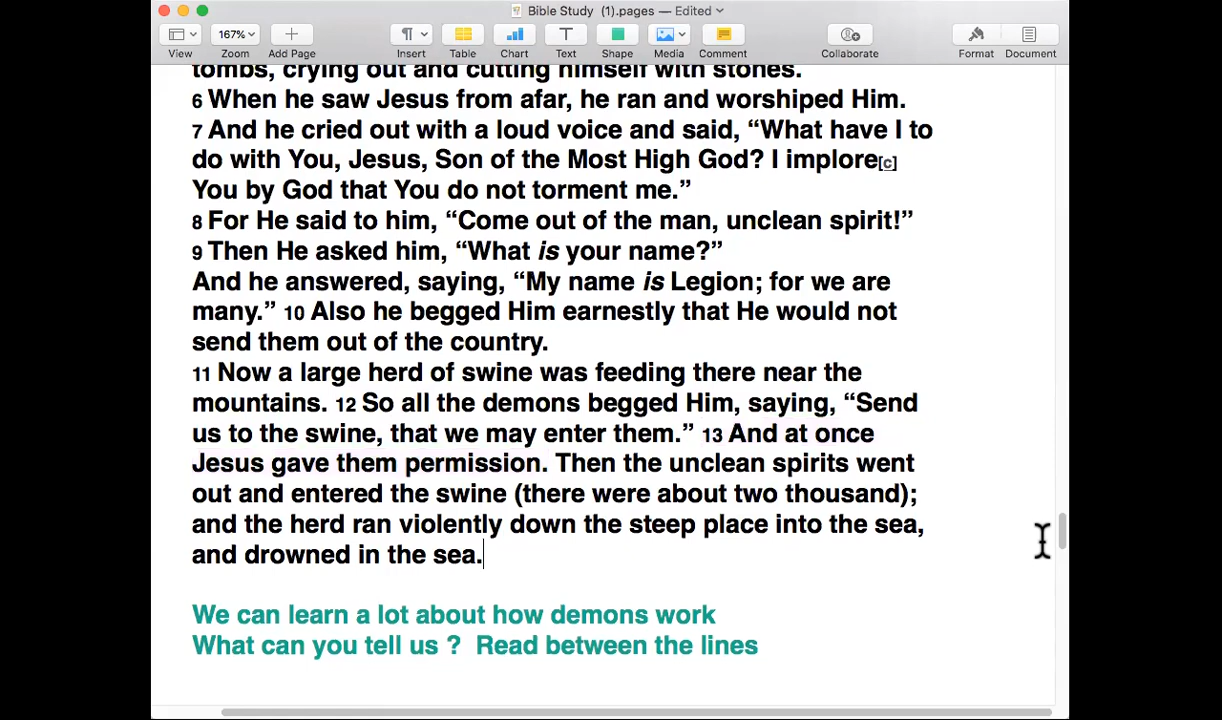 Bible Study (1).pages — Edited
167%
View Zoom Add Page Insert Table Chart Text Shape Media Comment Collaborate Format Document
tombs, crying out and cutting himself with stones.
6 When he saw Jesus from afar, he ran and worshiped Him.
7 And he cried out with a loud voice and said, “What have I to
do with You, Jesus, Son of the Most High God? I implore[c]
You by God that You do not torment me.”
8 For He said to him, “Come out of the man, unclean spirit!”
9 Then He asked him, “What is your name?”
And he answered, saying, “My name is Legion; for we are
many.” 10 Also he begged Him earnestly that He would not
send them out of the country.
11 Now a large herd of swine was feeding there near the
mountains. 12 So all the demons begged Him, saying, “Send
us to the swine, that we may enter them.” 13 And at once
Jesus gave them permission. Then the unclean spirits went
out and entered the swine (there were about two thousand);
and the herd ran violently down the steep place into the sea,
and drowned in the sea.
We can learn a lot about how demons work
What can you tell us ? Read between the lines